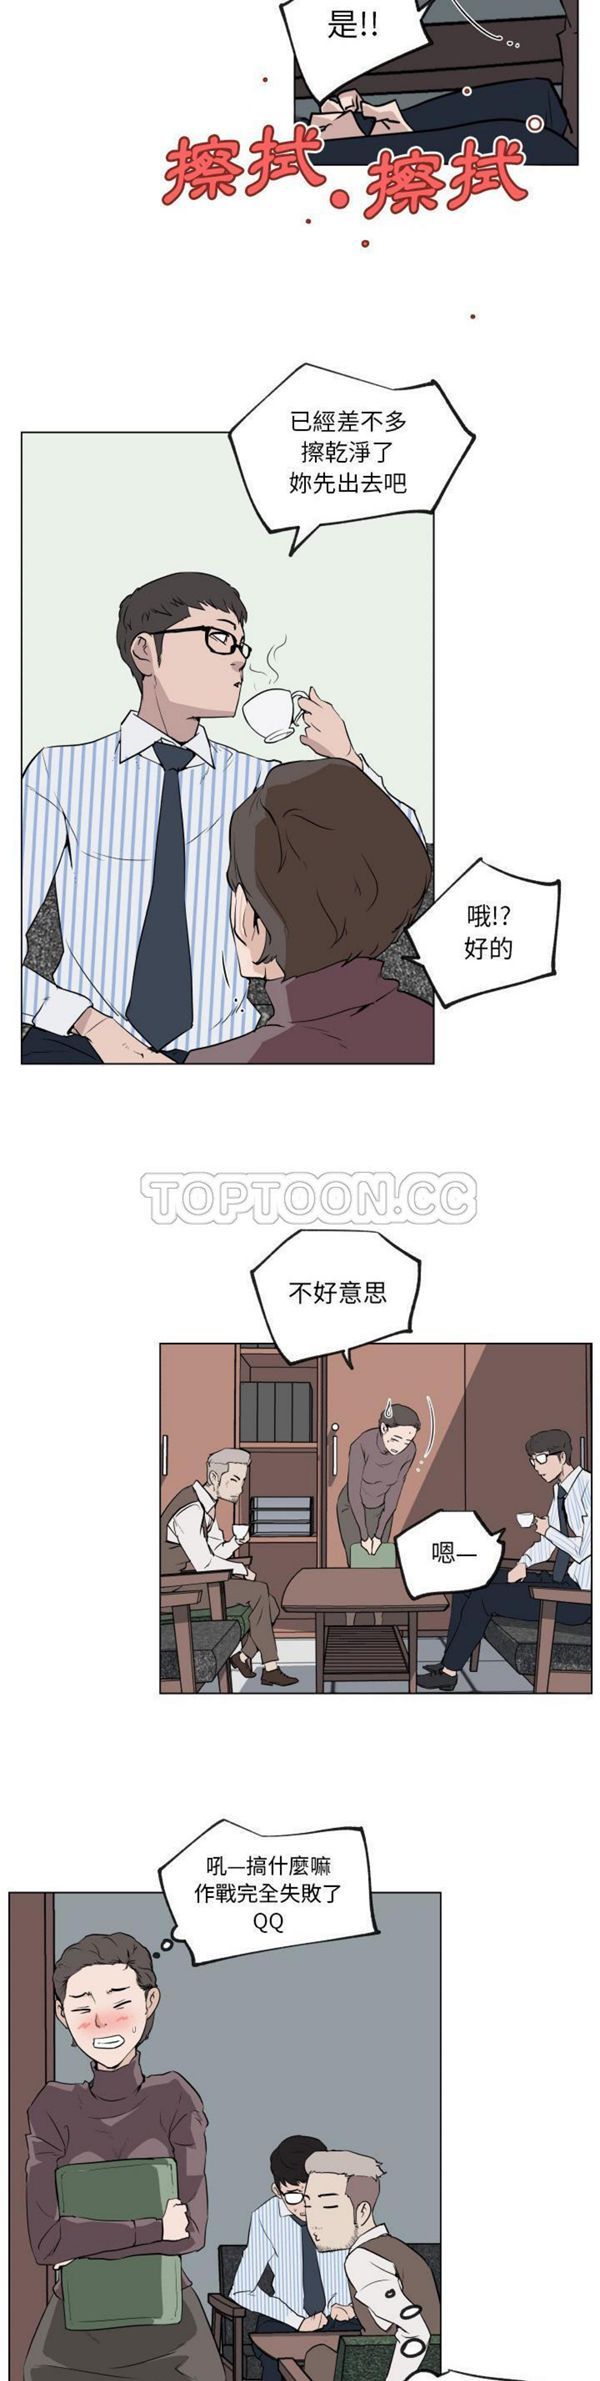 是!!
擦拭•擦拭
已經差不多
擦乾淨了
妳先出去吧
哦!?
好的
TOPTOON.CC
不好意思
嗯—
吼—搞什麼嘛
作戰完全失敗了
QQ